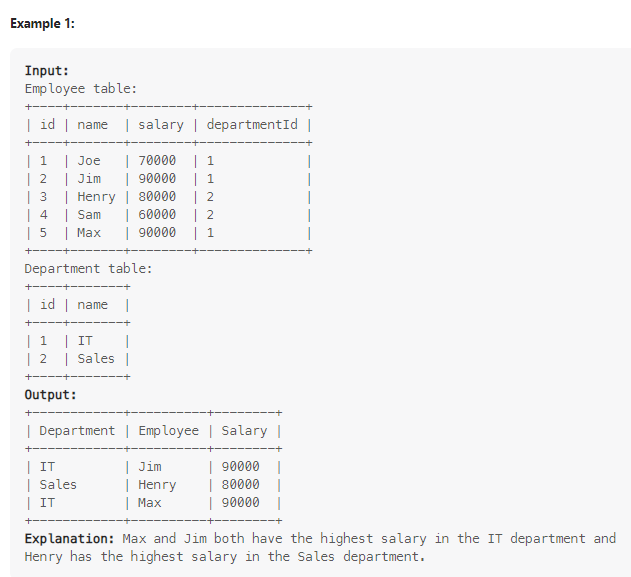 Example 1:
Input:
Employee table:
+----+-------+--------+--------------+
| id | name  | salary | departmentId |
+----+-------+--------+--------------+
| 1  | Joe   | 70000  | 1            |
| 2  | Jim   | 90000  | 1            |
| 3  | Henry | 80000  | 2            |
| 4  | Sam   | 60000  | 2            |
| 5  | Max   | 90000  | 1            |
+----+-------+--------+--------------+
Department table:
+----+-------+
| id | name  |
+----+-------+
| 1  | IT    |
| 2  | Sales |
+----+-------+
Output:
+------------+----------+--------+
| Department | Employee | Salary |
+------------+----------+--------+
| IT         | Jim      | 90000  |
| Sales      | Henry    | 80000  |
| IT         | Max      | 90000  |
+------------+----------+--------+
Explanation: Max and Jim both have the highest salary in the IT department and
Henry has the highest salary in the Sales department.